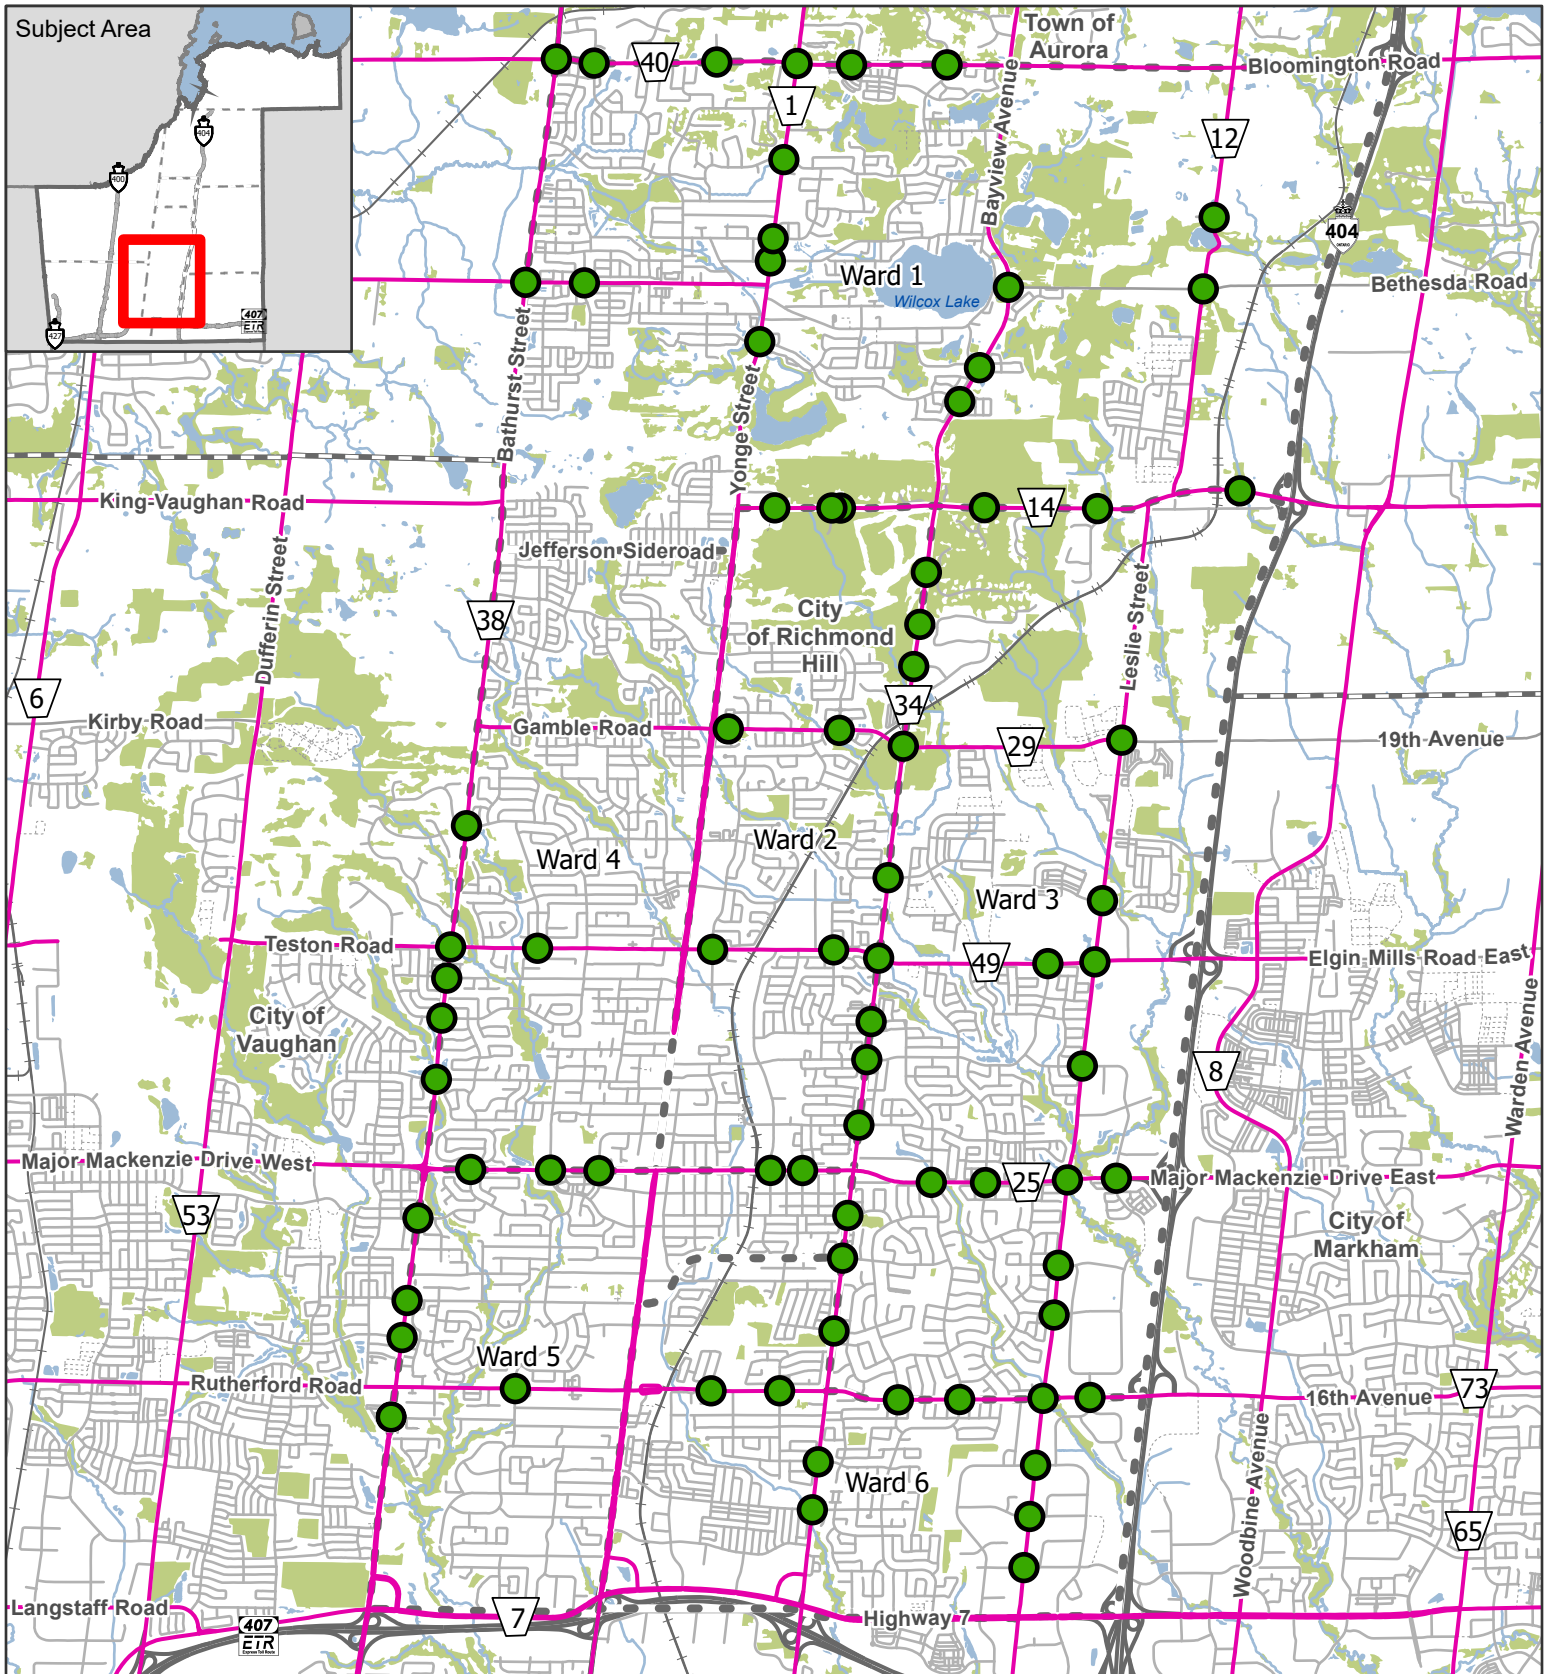 Subject Area
404
400
427
407
ETR
Town of
Aurora
40
Bloomington Road
1
12
Bayview Avenue
404
ONTARIO
Ward 1
Wilcox Lake
Bethesda Road
Bathurst Street
Yonge Street
King-Vaughan Road
14
Jefferson Sideroad
Dufferin Street
Leslie Street
38
City
of Richmond
Hill
6
34
Kirby Road
Gamble Road
29
19th Avenue
Ward 2
Ward 4
Ward 3
Teston Road
49
Elgin Mills Road East
City of
Vaughan
8
Warden Avenue
Major Mackenzie Drive West
25
Major Mackenzie Drive East
53
City of
Markham
Ward 5
Rutherford Road
16th Avenue
73
Ward 6
Woodbine Avenue
65
Langstaff Road
7
Highway 7
407
ETR
Express Toll Route